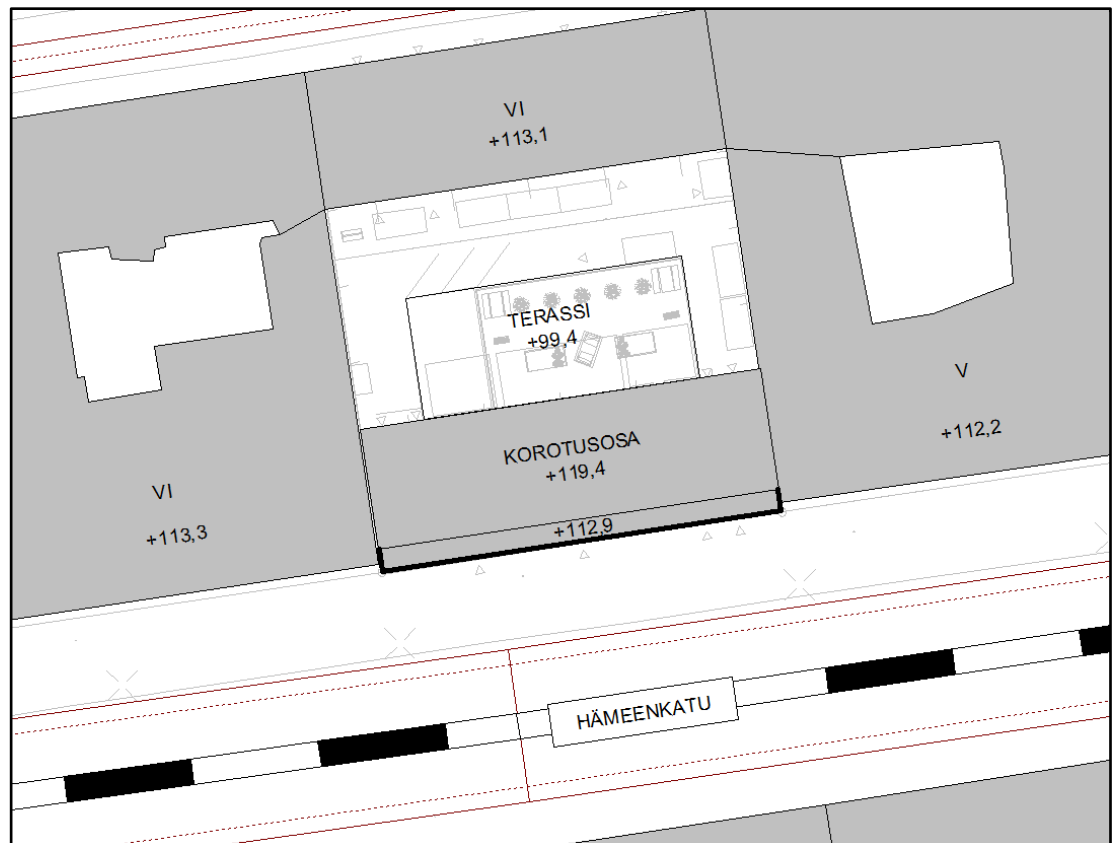 VI
+113,1
TERASSI
+99,4
V
+112,2
KOROTUSOSA
+119,4
VI
+113,3
+112,9
HÄMEENKATU